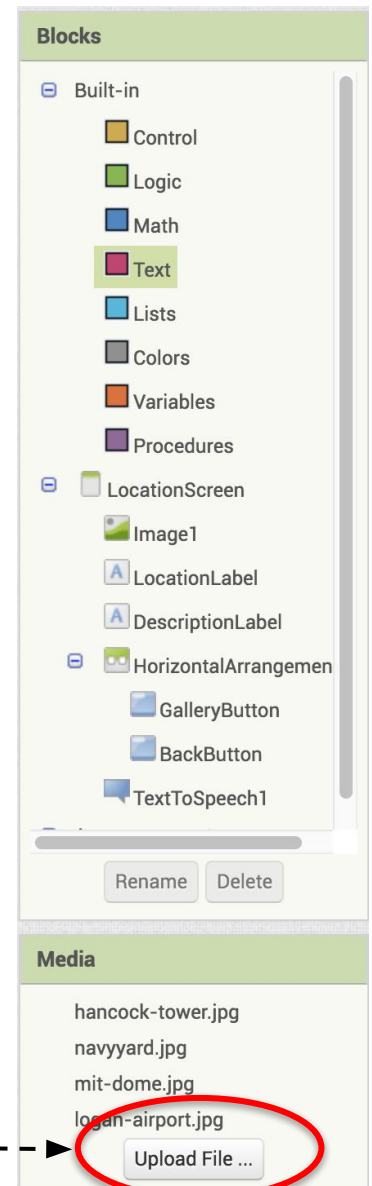 Blocks
Built-in
Control
Logic
Math
Text
Lists
Colors
Variables
Procedures
LocationScreen
Image1
A LocationLabel
A DescriptionLabel
HorizontalArrangemen
GalleryButton
BackButton
TextToSpeech1
Rename Delete
Media
hancock-tower.jpg
navyyard.jpg
mit-dome.jpg
logan-airport.jpg
Upload File ...